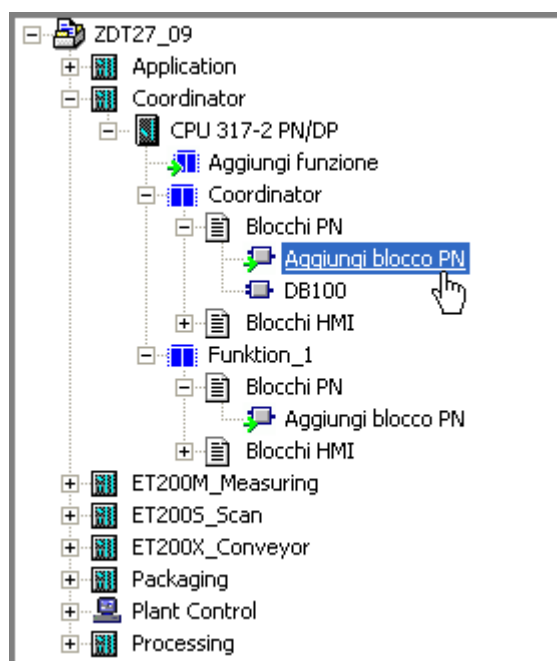 ZDT27_09
Application
Coordinator
CPU 317-2 PN/DP
Aggiungi funzione
Coordinator
Blocchi PN
Aggiungi blocco PN
DB100
Blocchi HMI
Funktion_1
Blocchi PN
Aggiungi blocco PN
Blocchi HMI
ET200M_Measuring
ET200S_Scan
ET200X_Conveyor
Packaging
Plant Control
Processing